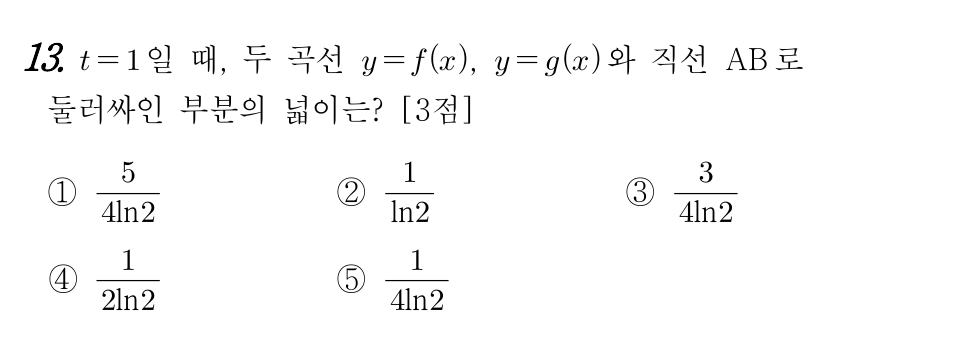 13. t=1일 때, 두 곡선 y=f(x), y=g(x)와 직선 AB로
둘러싸인 부분의 넓이는? [3점]
① 5/(4ln2) ② 1/(ln2) ③ 3/(4ln2)
④ 1/(2ln2) ⑤ 1/(4ln2)